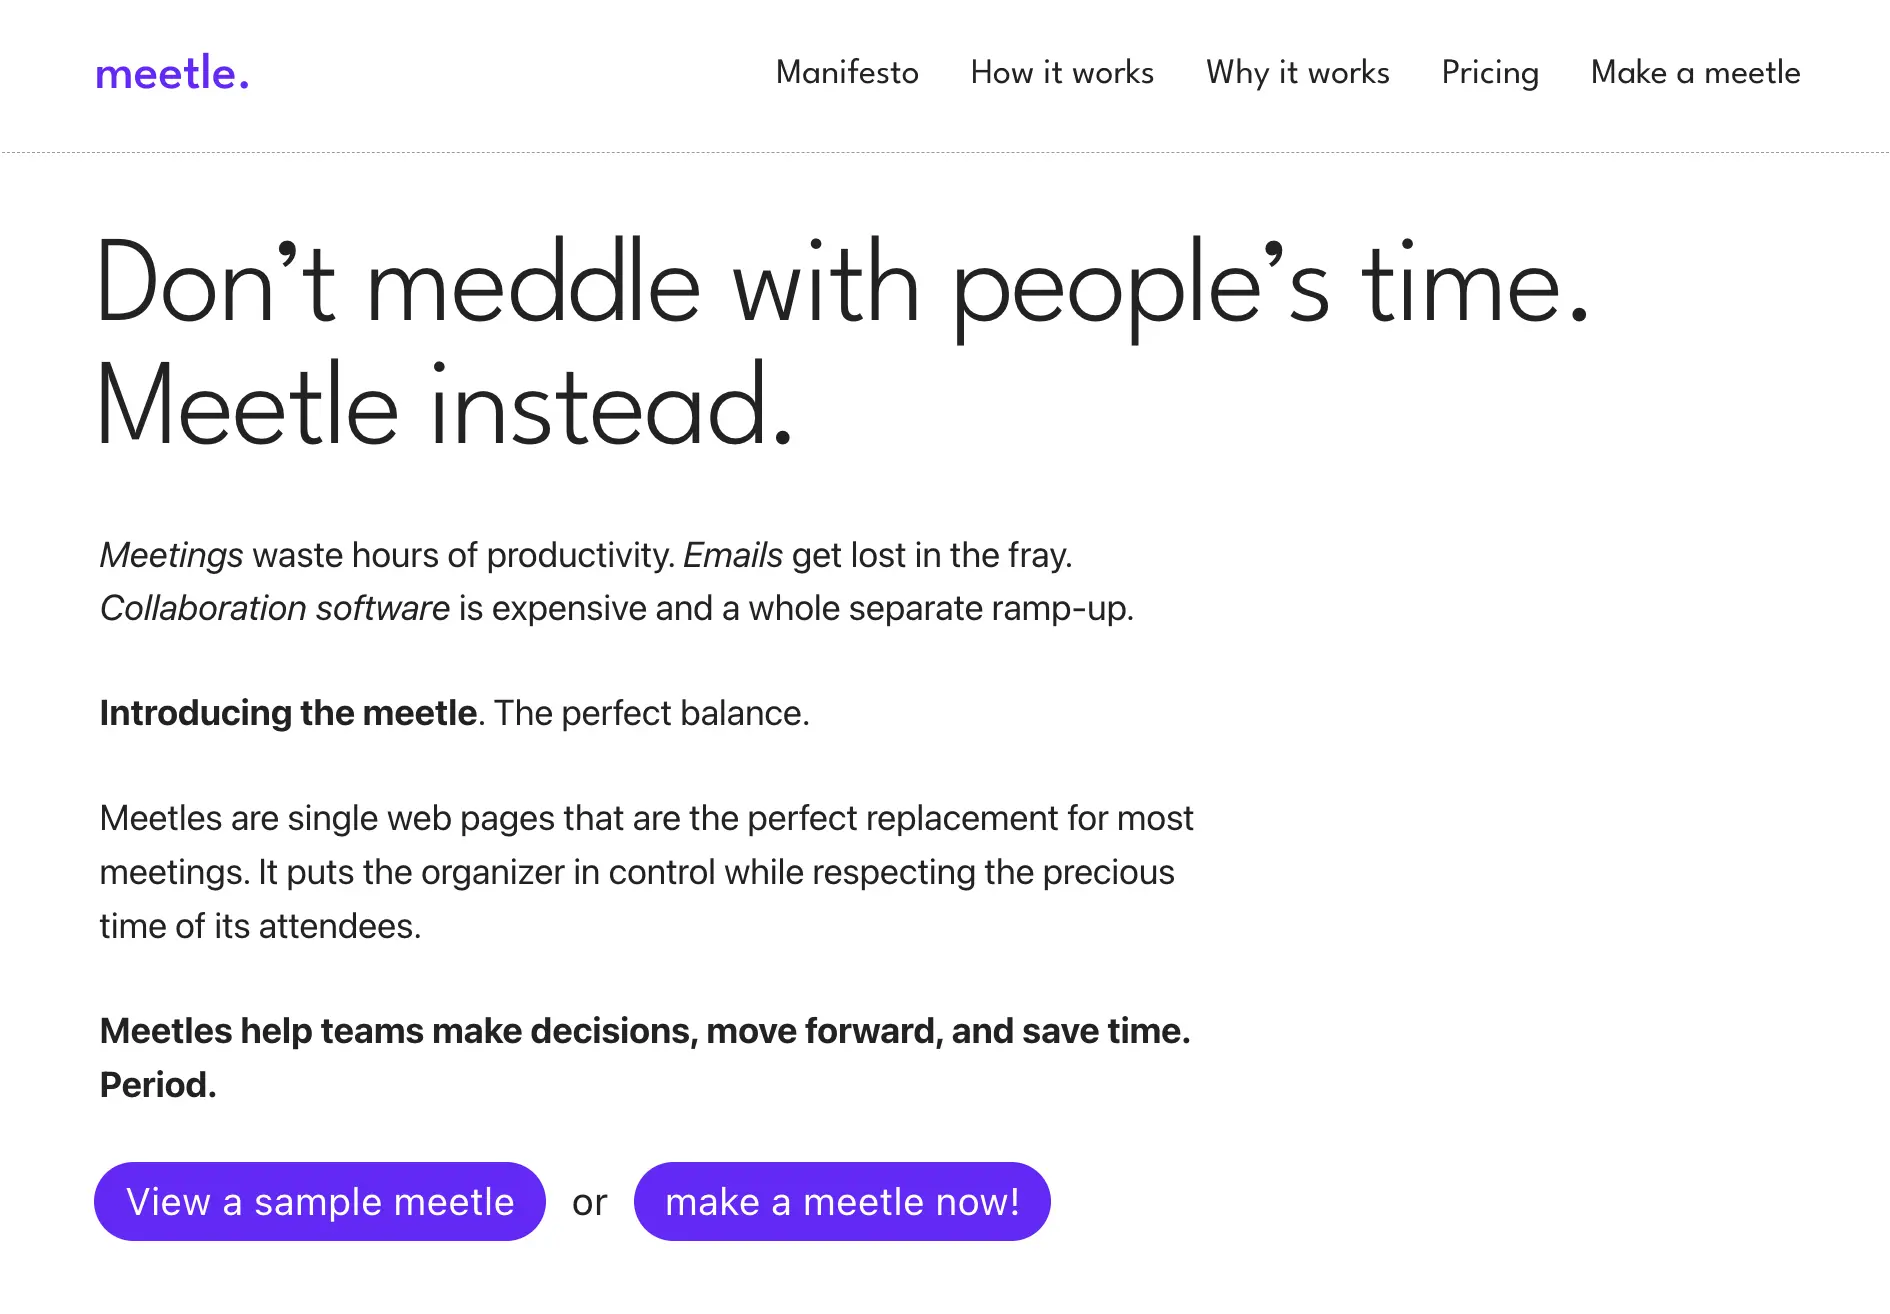 meetle.
Manifesto How it works Why it works Pricing Make a meetle
Don’t meddle with people’s time.
Meetle instead.
Meetings waste hours of productivity. Emails get lost in the fray.
Collaboration software is expensive and a whole separate ramp-up.
Introducing the meetle. The perfect balance.
Meetles are single web pages that are the perfect replacement for most
meetings. It puts the organizer in control while respecting the precious
time of its attendees.
Meetles help teams make decisions, move forward, and save time.
Period.
View a sample meetle or make a meetle now!